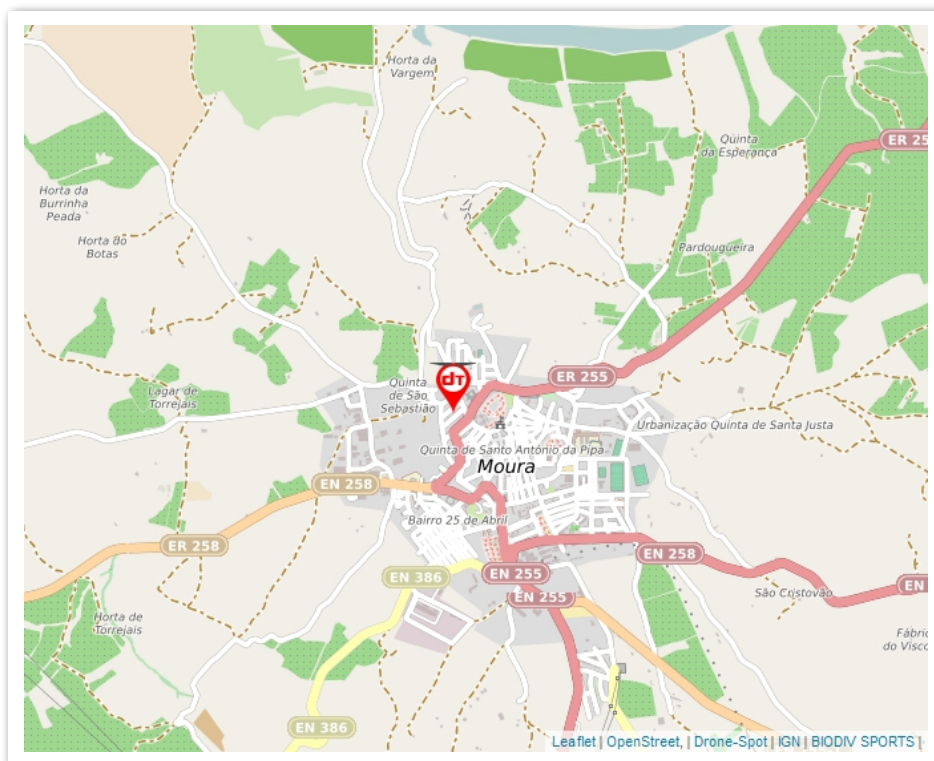 Horta da
Vargem
Quinta
da Esperança
ER 25
Horta da
Burrinha
Peada
Horta do
Botas
Pardougueira
ER 255
dT
Quinta
de São
Sebastião
Lagar de
Torrejais
Urbanização Quinta de Santa Justa
Quinta de Santo António da Pipa
Moura
EN 258
Bairro 25 de Abril
ER 258
EN 258
EN 386
EN 255
EN 255
EN
São Cristovão
Horta de
Torrejais
Fábric
do Visco
EN 386
Leaflet | OpenStreet, | Drone-Spot | IGN | BIODIV SPORTS |